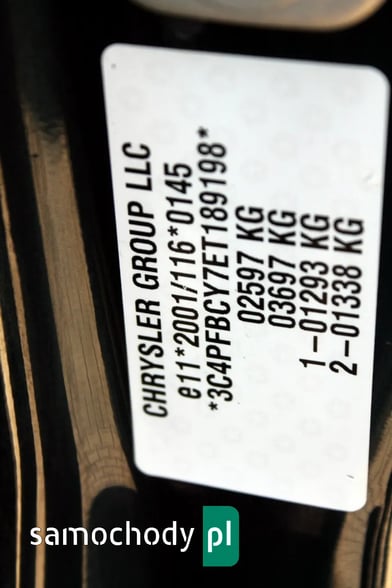 CHRYSLER GROUP LLC
e11*2001/116*0145
*3C4PFBCY7ET189198*
02597 KG
03697 KG
1-01293 KG
2-01338 KG
samochody pl